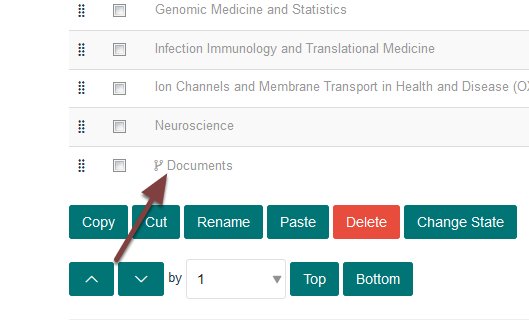 Genomic Medicine and Statistics
Infection Immunology and Translational Medicine
Ion Channels and Membrane Transport in Health and Disease (OX
Neuroscience
Documents
Copy Cut Rename Paste Delete Change State
by 1 Top Bottom